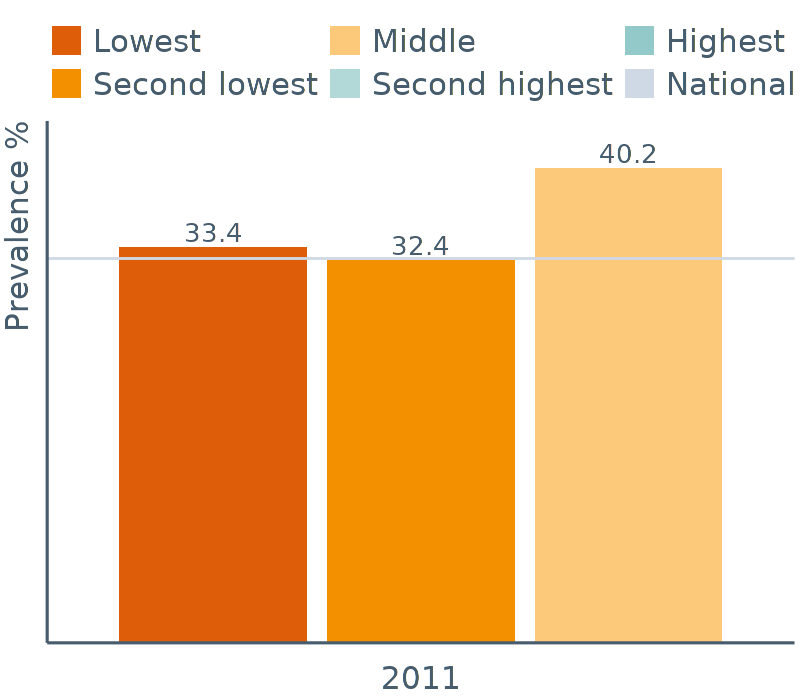 Lowest Middle Highest
Second lowest Second highest National
Prevalence %
40.2
33.4
32.4
2011